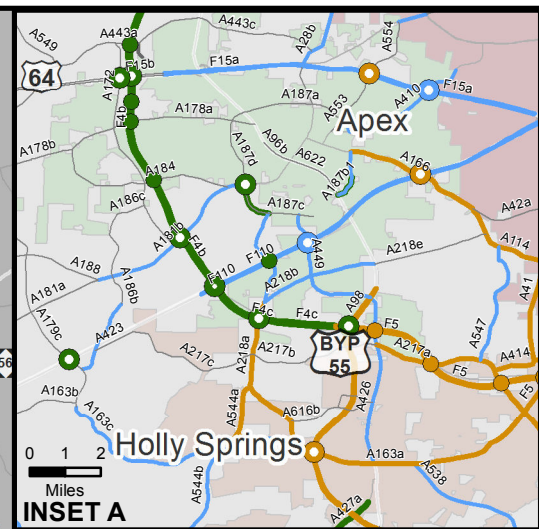 A443c
A443a
A549
A28b
A554
64
F15b
A172
F15a
F15a
A410
F4b
A178a
A187a
A553
Apex
A178b
A96b
A187d
A622
A184
A187b1
A166
A186c
A187c
A42a
A181b
F4b
A449
A218e
A114
F110
A188
F110
A218b
A181a
A186b
A41
A98
A179c
A423
F4c
F4c
F5
A547
BYP
55
A217c
A217b
A218a
A217a
A414
56
F5
F5
A163b
A544a
A426
A163c
A616b
Holly Springs
A163a
0 1 2
A544b
A538
Miles
INSET A
A427a